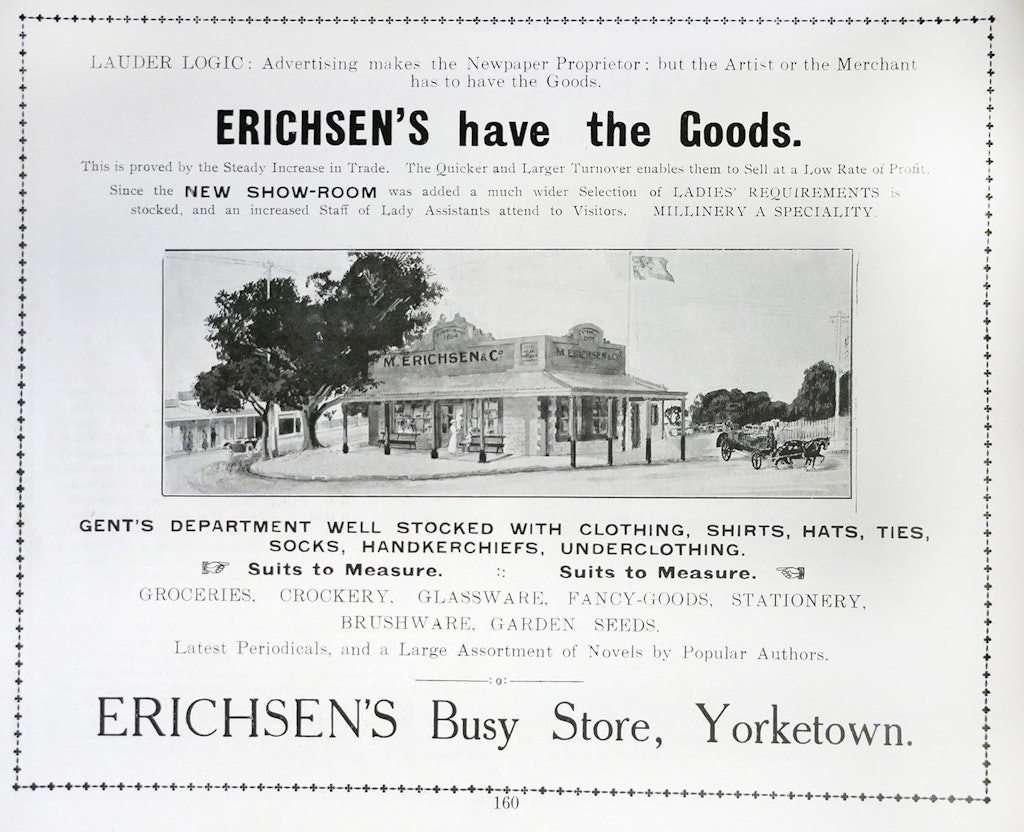 LAUDER LOGIC: Advertising makes the Newpaper Proprietor; but the Artist or the Merchant
has to have the Goods.
ERICHSEN'S have the Goods.
This is proved by the Steady Increase in Trade. The Quicker and Larger Turnover enables them to Sell at a Low Rate of Profit.
Since the NEW SHOW-ROOM was added a much wider Selection of LADIES' REQUIREMENTS is
stocked, and an increased Staff of Lady Assistants attend to Visitors. MILLINERY A SPECIALITY.
M. ERICHSEN & Co
M. ERICHSEN & Co
GENT'S DEPARTMENT WELL STOCKED WITH CLOTHING, SHIRTS, HATS, TIES,
SOCKS, HANDKERCHIEFS, UNDERCLOTHING.
☞ Suits to Measure. :: Suits to Measure. ☜
GROCERIES, CROCKERY, GLASSWARE, FANCY-GOODS, STATIONERY,
BRUSHWARE, GARDEN SEEDS.
Latest Periodicals, and a Large Assortment of Novels by Popular Authors.
:o:
ERICHSEN'S Busy Store, Yorketown.
160